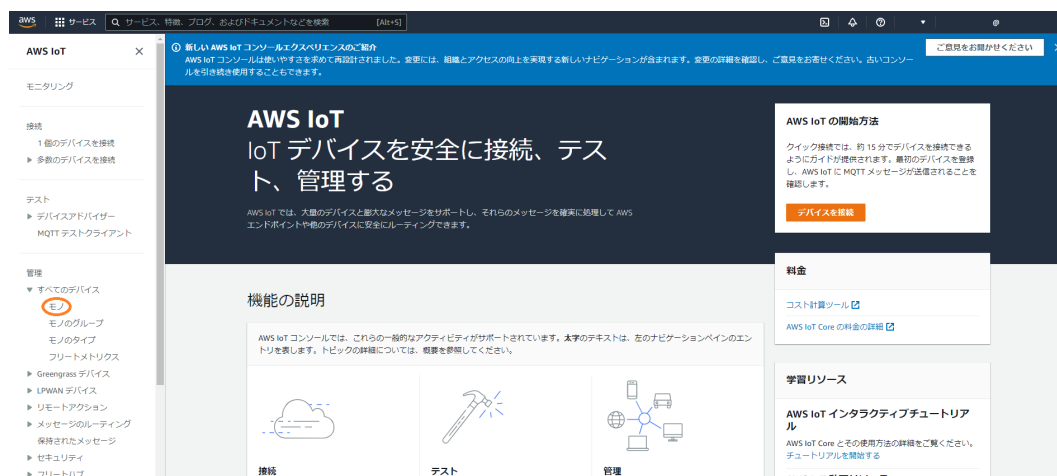 aws
サービス
サービス、特徴、ブログ、およびドキュメントなどを検索
[Alt+S]
@
AWS IoT
モニタリング
接続
1 個のデバイスを接続
多数のデバイスを接続
テスト
デバイスアドバイザー
MQTT テストクライアント
管理
すべてのデバイス
モノ
モノのグループ
モノのタイプ
フリートメトリクス
Greengrass デバイス
LPWAN デバイス
リモートアクション
メッセージのルーティング
保持されたメッセージ
セキュリティ
フリートハブ
新しい AWS IoT コンソールエクスペリエンスのご紹介
AWS IoT コンソールは使いやすさを求めて再設計されました。変更には、組織とアクセスの向上を実現する新しいナビゲーションが含まれます。変更の詳細を確認し、ご意見をお寄せください。古いコンソー
ルを引き続き使用することもできます。
ご意見をお聞かせください
AWS IoT
IoT デバイスを安全に接続、テス
ト、管理する
AWS IoT では、大量のデバイスと膨大なメッセージをサポートし、それらのメッセージを確実に処理して AWS
エンドポイントや他のデバイスに安全にルーティングできます。
AWS IoT の開始方法
クイック接続では、約 15 分でデバイスを接続できる
ようにガイドが提供されます。最初のデバイスを登録
し、AWS IoT に MQTT メッセージが送信されることを
確認します。
デバイスを接続
料金
コスト計算ツール
AWS IoT Core の料金の詳細
機能の説明
AWS IoT コンソールでは、これらの一般的なアクティビティがサポートされています。太字のテキストは、左のナビゲーションペインのエン
トリを表します。トピックの詳細については、概要を参照してください。
接続
テスト
管理
学習リソース
AWS IoT インタラクティブチュートリア
ル
AWS IoT Core とその使用方法の詳細をご覧ください。
チュートリアルを開始する